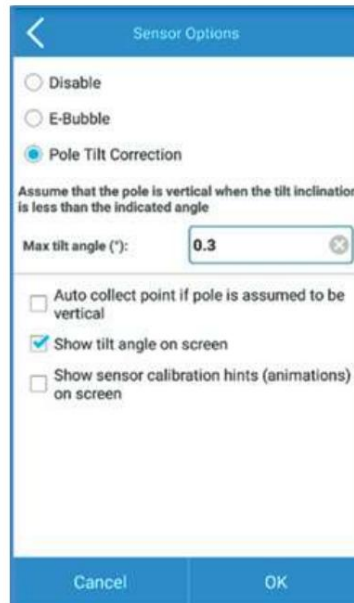 Sensor Options
Disable
E-Bubble
Pole Tilt Correction
Assume that the pole is vertical when the tilt inclination
is less than the indicated angle
Max tilt angle (°):
0.3
Auto collect point if pole is assumed to be
vertical
Show tilt angle on screen
Show sensor calibration hints (animations)
on screen
Cancel
OK